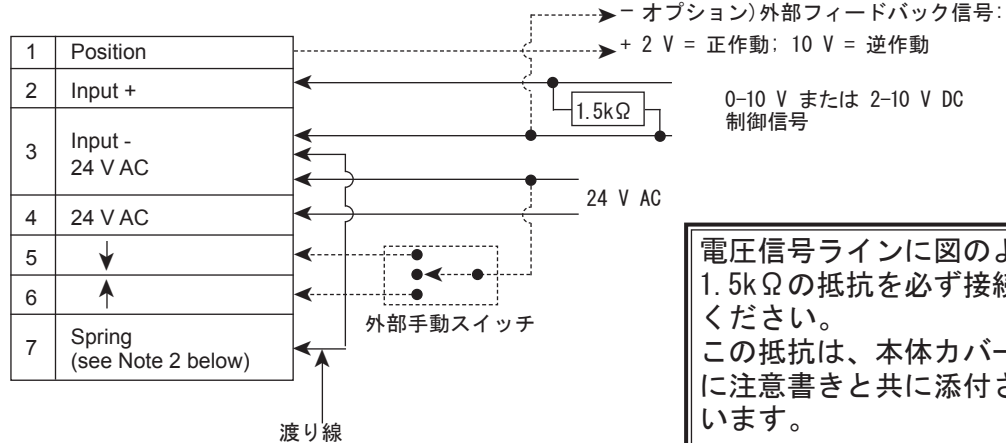 − オプション)外部フィードバック信号:
+ 2 V = 正作動; 10 V = 逆作動
1 Position
2 Input +
3 Input -
24 V AC
4 24 V AC
5 ↓
6 ↑
7 Spring
(see Note 2 below)
1.5kΩ
0-10 V または 2-10 V DC
制御信号
24 V AC
外部手動スイッチ
渡り線
電圧信号ラインに図のよ
1.5kΩの抵抗を必ず接続
ください。
この抵抗は、本体カバー
に注意書きと共に添付さ
います。